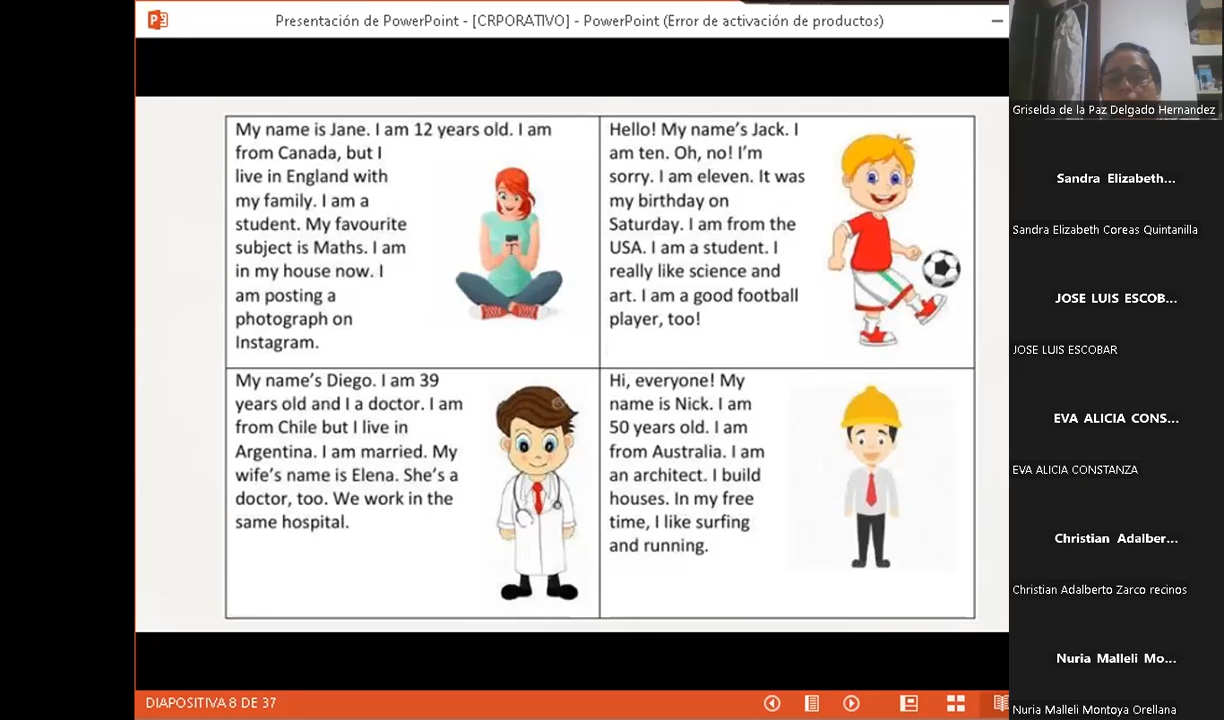 Presentación de PowerPoint - [CRPORATIVO] - PowerPoint (Error de activación de productos)
My name is Jane. I am 12 years old. I am
from Canada, but I
live in England with
my family. I am a
student. My favourite
subject is Maths. I am
in my house now. I
am posting a
photograph on
Instagram.
Hello! My name's Jack. I
am ten. Oh, no! I'm
sorry. I am eleven. It was
my birthday on
Saturday. I am from the
USA. I am a student. I
really like science and
art. I am a good football
player, too!
My name's Diego. I am 39
years old and I a doctor. I am
from Chile but I live in
Argentina. I am married. My
wife's name is Elena. She's a
doctor, too. We work in the
same hospital.
Hi, everyone! My
name is Nick. I am
50 years old. I am
from Australia. I am
an architect. I build
houses. In my free
time, I like surfing
and running.
DIAPOSITIVA 8 DE 37
Griselda de la Paz Delgado Hernandez
Sandra Elizabeth...
Sandra Elizabeth Coreas Quintanilla
JOSE LUIS ESCOB...
JOSE LUIS ESCOBAR
EVA ALICIA CONS...
EVA ALICIA CONSTANZA
Christian Adalber...
Christian Adalberto Zarco recinos
Nuria Malleli Mo...
Nuria Malleli Montoya Orellana